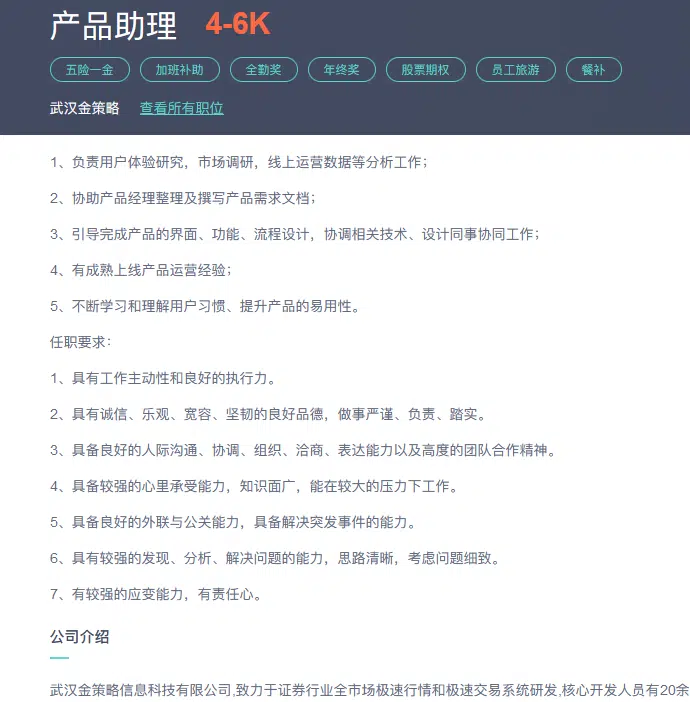 产品助理 4-6K
五险一金 加班补助 全勤奖 年终奖 股票期权 员工旅游 餐补
武汉金策略 查看所有职位
1、负责用户体验研究，市场调研，线上运营数据等分析工作；
2、协助产品经理整理及撰写产品需求文档；
3、引导完成产品的界面、功能、流程设计，协调相关技术、设计同事协同工作；
4、有成熟上线产品运营经验；
5、不断学习和理解用户习惯、提升产品的易用性。
任职要求：
1、具有工作主动性和良好的执行力。
2、具有诚信、乐观、宽容、坚韧的良好品德，做事严谨、负责、踏实。
3、具备良好的人际沟通、协调、组织、洽商、表达能力以及高度的团队合作精神。
4、具备较强的心里承受能力，知识面广，能在较大的压力下工作。
5、具备良好的外联与公关能力，具备解决突发事件的能力。
6、具有较强的发现、分析、解决问题的能力，思路清晰，考虑问题细致。
7、有较强的应变能力，有责任心。
公司介绍
武汉金策略信息科技有限公司,致力于证券行业全市场极速行情和极速交易系统研发,核心开发人员有20余